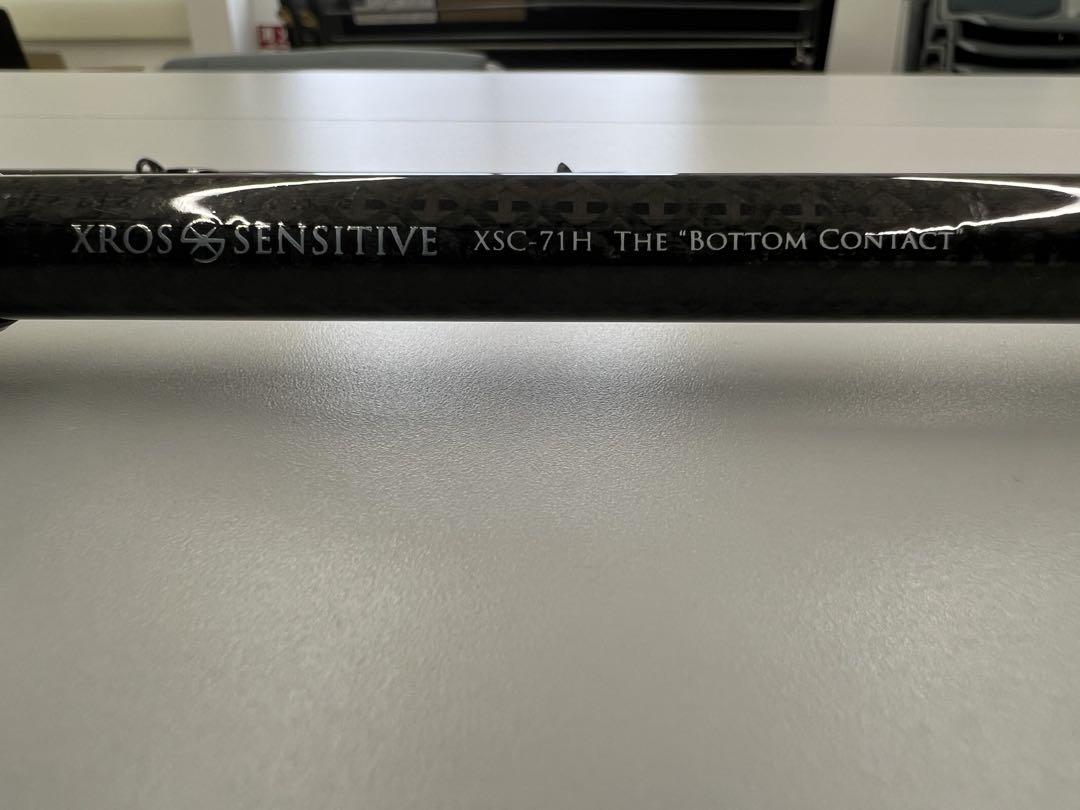 XROS SENSITIVE XSC-71H THE "BOTTOM CONTACT"